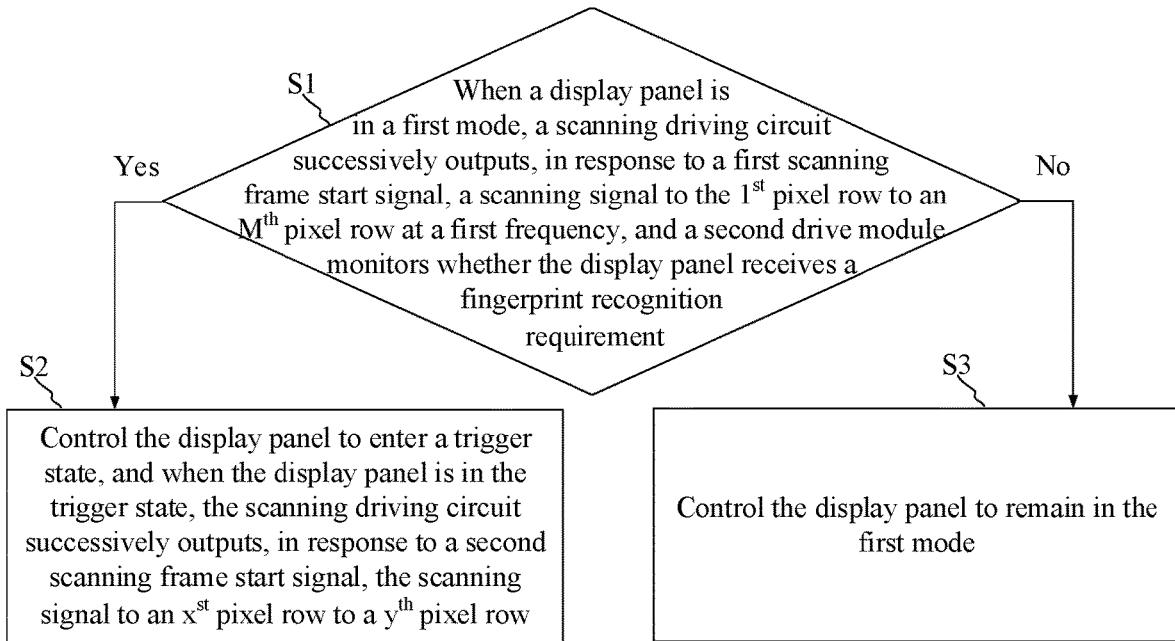 S1
When a display panel is
in a first mode, a scanning driving circuit
successively outputs, in response to a first scanning
frame start signal, a scanning signal to the 1st pixel row to an
Mth pixel row at a first frequency, and a second drive module
monitors whether the display panel receives a
fingerprint recognition
requirement
Yes
No
S2
Control the display panel to enter a trigger
state, and when the display panel is in the
trigger state, the scanning driving circuit
successively outputs, in response to a second
scanning frame start signal, the scanning
signal to an xst pixel row to a yth pixel row
S3
Control the display panel to remain in the
first mode